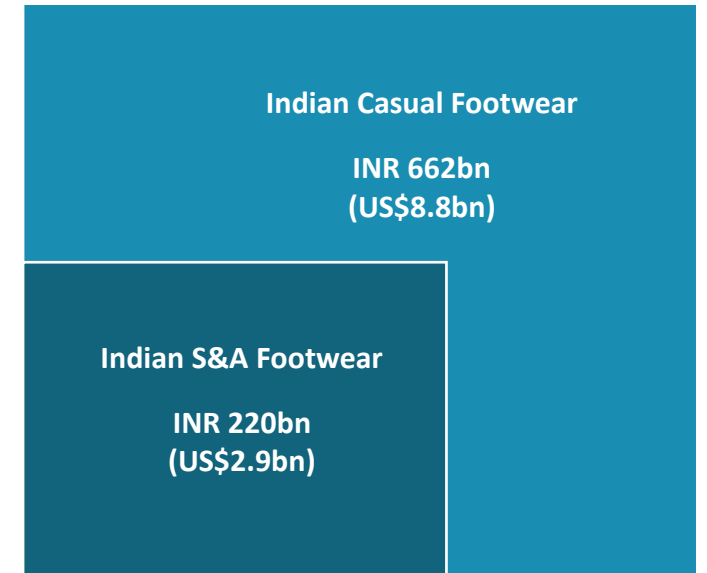 Indian Casual Footwear
INR 662bn
(US$8.8bn)
Indian S&A Footwear
INR 220bn
(US$2.9bn)